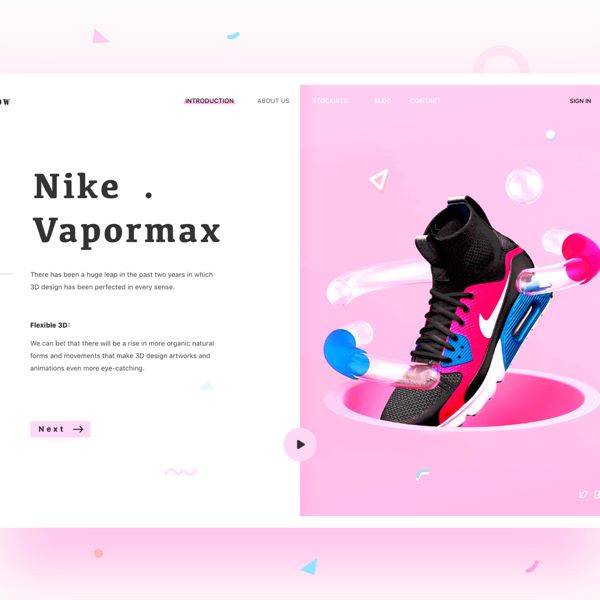 INTRODUCTION
ABOUT US
STOCKISTS
BLOG
CONTACT
SIGN IN
Nike .
Vapormax
There has been a huge leap in the past two years in which
3D design has been perfected in every sense.
Flexible 3D:
We can bet that there will be a rise in more organic natural
forms and movements that make 3D design artworks and
animations even more eye-catching.
Next